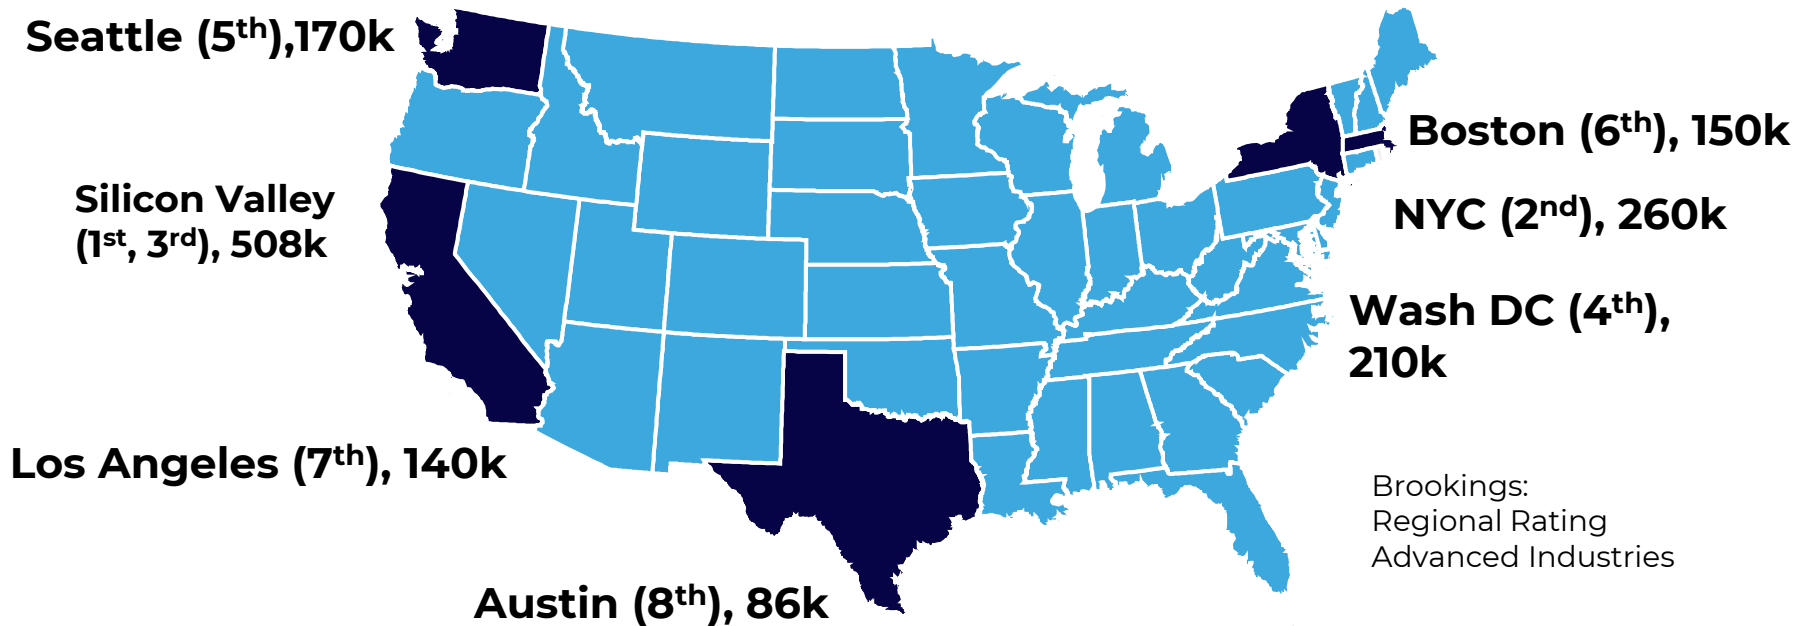 Seattle (5th),170k
Boston (6th), 150k
Silicon Valley
(1st, 3rd), 508k
NYC (2nd), 260k
Wash DC (4th),
210k
Los Angeles (7th), 140k
Brookings:
Regional Rating
Advanced Industries
Austin (8th), 86k